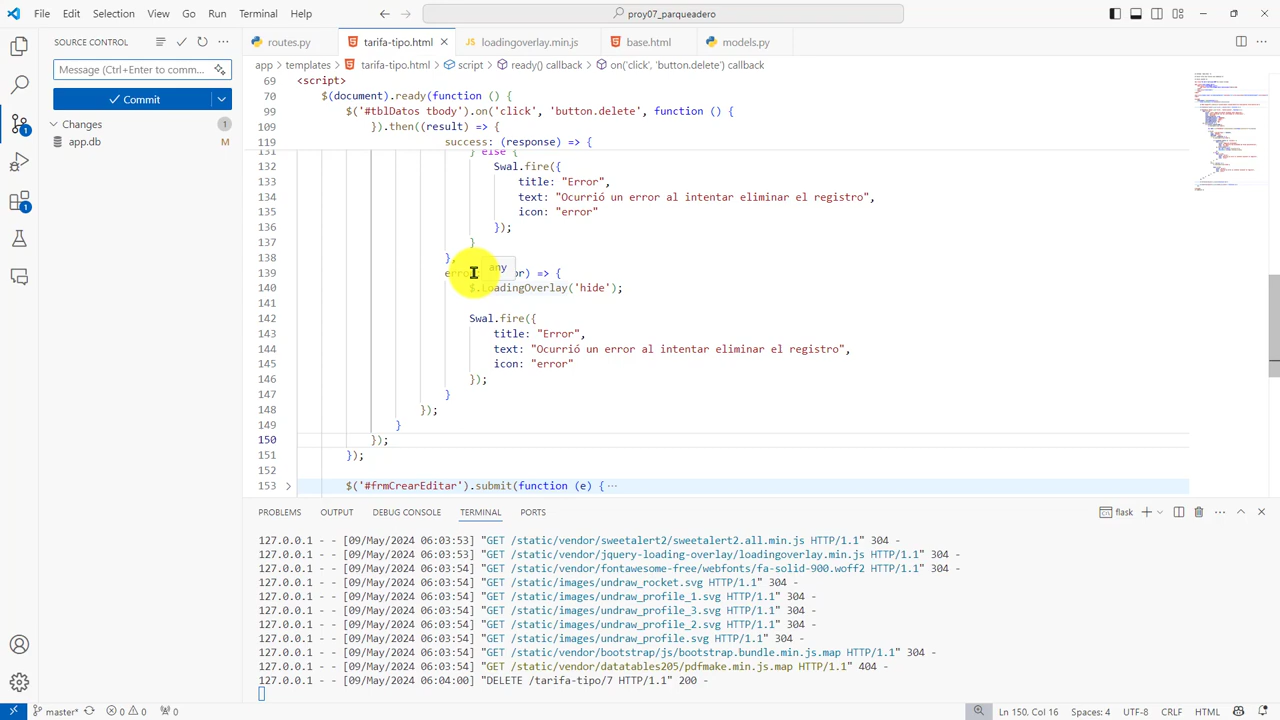 File Edit Selection View Go Run Terminal Help
proy07_parqueadero
SOURCE CONTROL
routes.py
tarifa-tipo.html
loadingoverlay.min.js
base.html
models.py
Message (Ctrl+Enter to comm...
Commit
Changes
1
app.db
M
app > templates > tarifa-tipo.html > script > ready() callback > on('click', 'button.delete') callback
69 <script>
109 }).then((result) =>
119 success: (response) => {
132
133 title: "Error",
134 text: "Ocurrió un error al intentar eliminar el registro",
135 icon: "error"
136 });
137 }
138 },
139 any ) => {
140 $.LoadingOverlay('hide');
141
142 Swal.fire({
143 title: "Error",
144 text: "Ocurrió un error al intentar eliminar el registro",
145 icon: "error"
146 });
147 }
148 });
149 }
150 });
151 });
152
153 $('#frmCrearEditar').submit(function (e) { ···
PROBLEMS OUTPUT DEBUG CONSOLE TERMINAL PORTS
flask
127.0.0.1 - - [09/May/2024 06:03:53] "GET /static/vendor/sweetalert2/sweetalert2.all.min.js HTTP/1.1" 304 -
127.0.0.1 - - [09/May/2024 06:03:53] "GET /static/vendor/jquery-loading-overlay/loadingoverlay.min.js HTTP/1.1" 304 -
127.0.0.1 - - [09/May/2024 06:03:54] "GET /static/vendor/fontawesome-free/webfonts/fa-solid-900.woff2 HTTP/1.1" 304 -
127.0.0.1 - - [09/May/2024 06:03:54] "GET /static/images/undraw_rocket.svg HTTP/1.1" 304 -
127.0.0.1 - - [09/May/2024 06:03:54] "GET /static/images/undraw_profile_1.svg HTTP/1.1" 304 -
127.0.0.1 - - [09/May/2024 06:03:54] "GET /static/images/undraw_profile_3.svg HTTP/1.1" 304 -
127.0.0.1 - - [09/May/2024 06:03:54] "GET /static/images/undraw_profile_2.svg HTTP/1.1" 304 -
127.0.0.1 - - [09/May/2024 06:03:54] "GET /static/images/undraw_profile.svg HTTP/1.1" 304 -
127.0.0.1 - - [09/May/2024 06:03:54] "GET /static/vendor/bootstrap/js/bootstrap.bundle.min.js.map HTTP/1.1" 304 -
127.0.0.1 - - [09/May/2024 06:03:54] "GET /static/vendor/datatables205/pdfmake.min.js.map HTTP/1.1" 404 -
127.0.0.1 - - [09/May/2024 06:04:00] "DELETE /tarifa-tipo/7 HTTP/1.1" 200 -
master* 0 0 0
Ln 150, Col 16 Spaces: 4 UTF-8 CRLF HTML